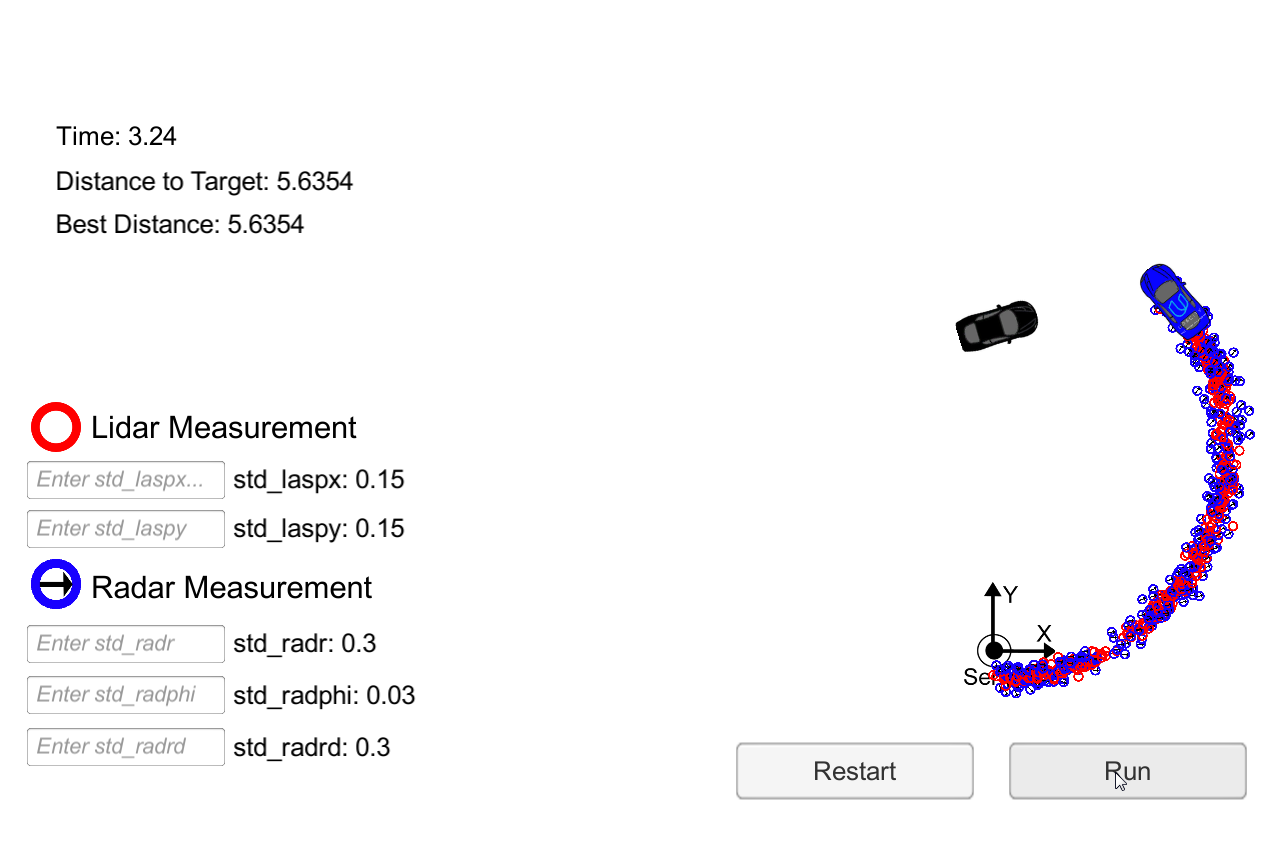 Time: 3.24
Distance to Target: 5.6354
Best Distance: 5.6354
Lidar Measurement
Enter std_laspx... std_laspx: 0.15
Enter std_laspy std_laspy: 0.15
Radar Measurement
Enter std_radr std_radr: 0.3
Enter std_radphi std_radphi: 0.03
Enter std_radrd std_radrd: 0.3
Y
X
Restart
Run